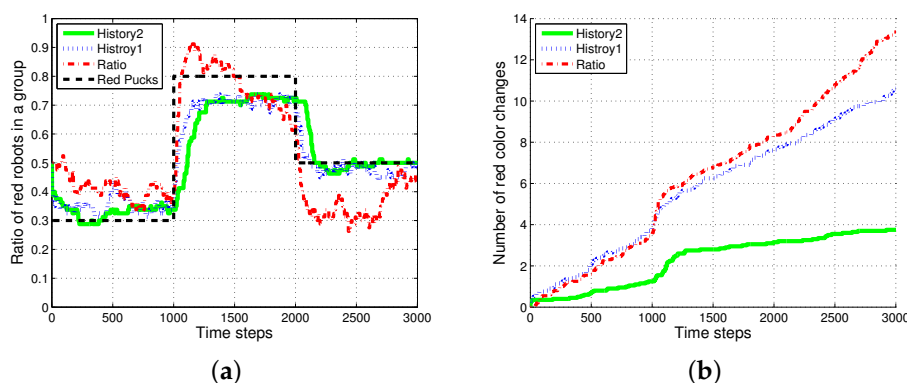 1
0.9
0.8
0.7
0.6
0.5
0.4
0.3
0.2
0.1
0
Ratio of red robots in a group
History2
Histroy1
Ratio
Red Pucks
0 500 1000 1500 2000 2500 3000
Time steps
(a)
14
12
10
8
6
4
2
0
Number of red color changes
History2
Histroy1
Ratio
0 500 1000 1500 2000 2500 3000
Time steps
(b)